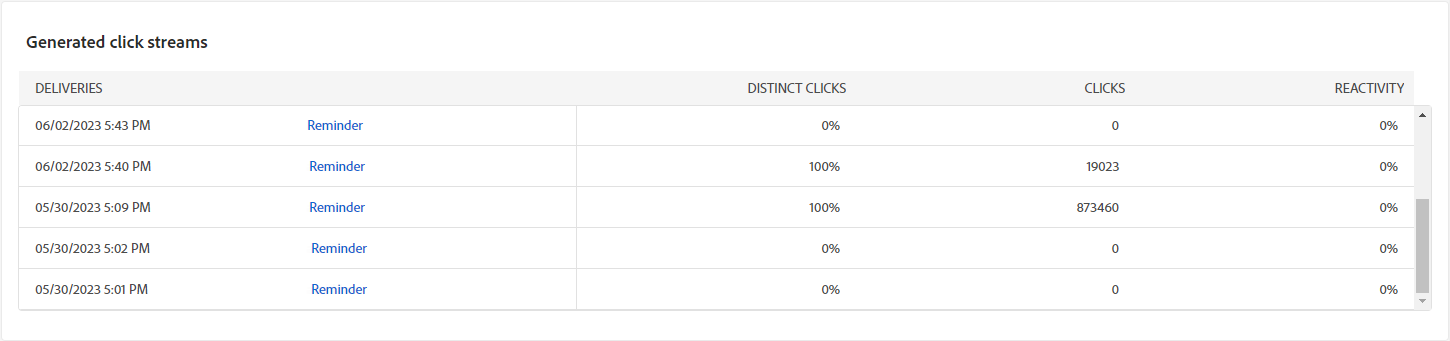 Generated click streams
DELIVERIES DISTINCT CLICKS CLICKS REACTIVITY
06/02/2023 5:43 PM Reminder 0% 0 0%
06/02/2023 5:40 PM Reminder 100% 19023 0%
05/30/2023 5:09 PM Reminder 100% 873460 0%
05/30/2023 5:02 PM Reminder 0% 0 0%
05/30/2023 5:01 PM Reminder 0% 0 0%